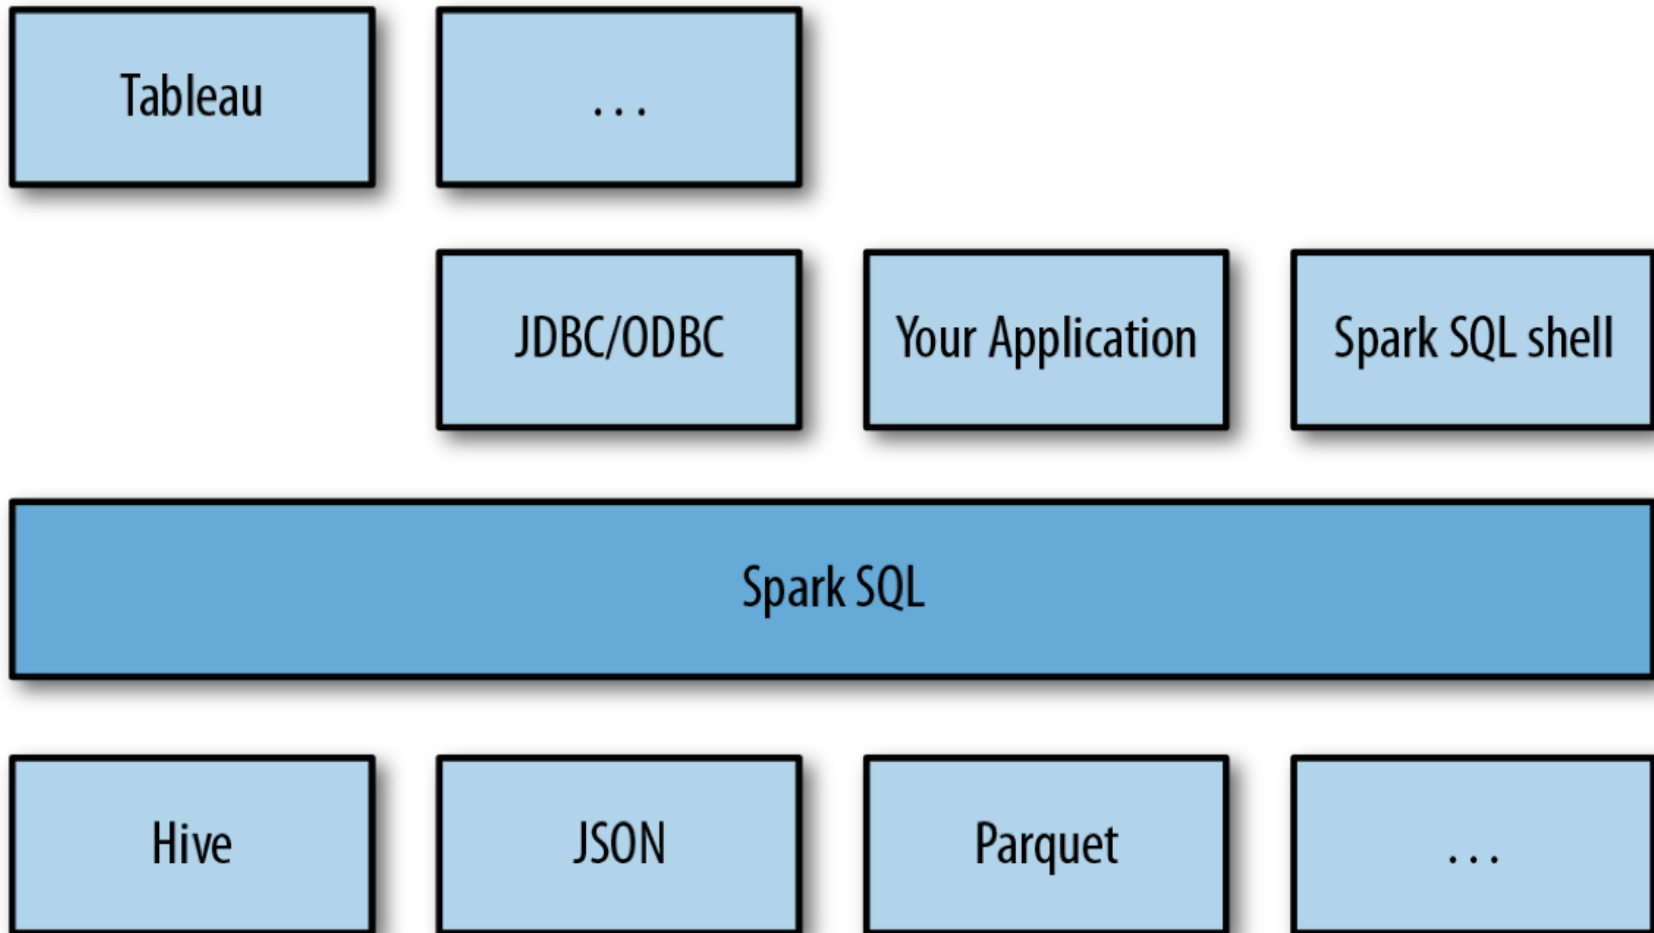 Tableau
. . .
JDBC/ODBC
Your Application
Spark SQL shell
Spark SQL
Hive
JSON
Parquet
. . .